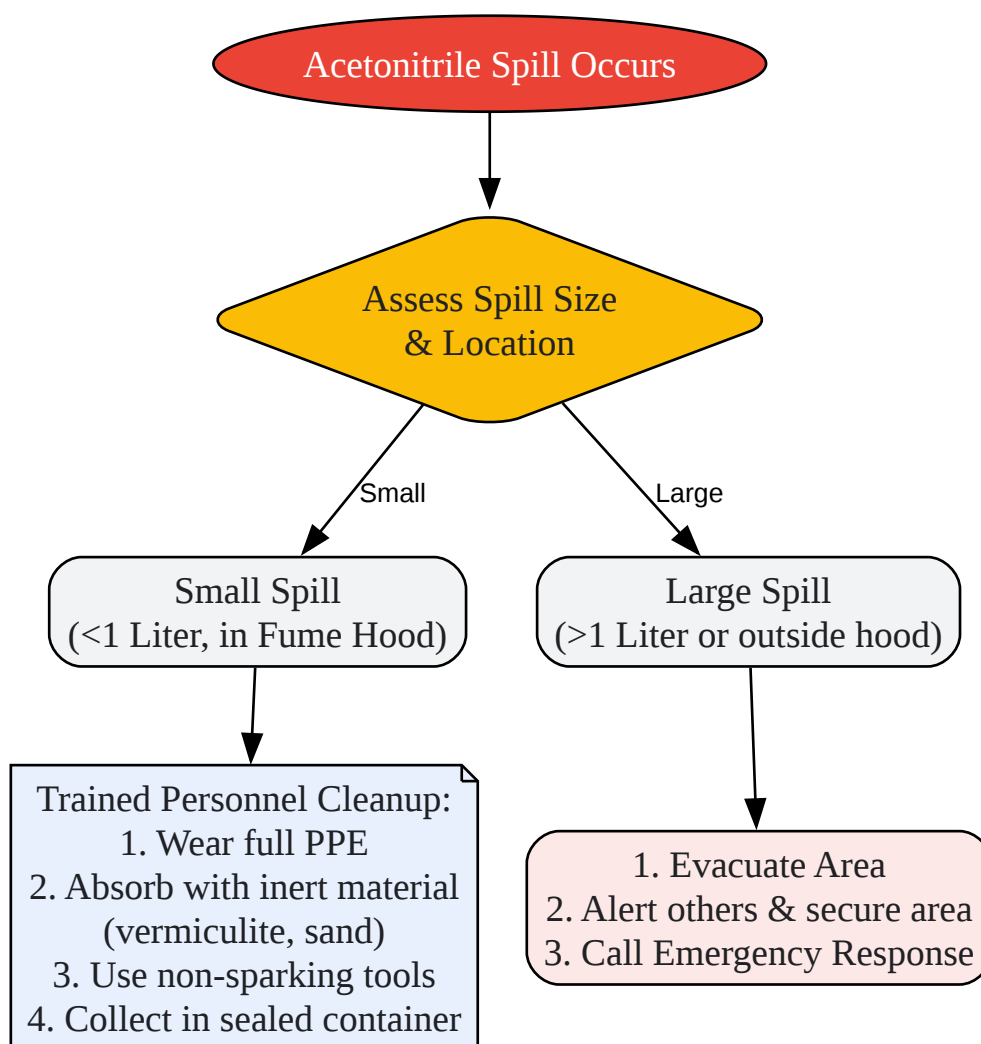 Acetonitrile Spill Occurs
Assess Spill Size
& Location
Small
Large
Small Spill
(<1 Liter, in Fume Hood)
Large Spill
(>1 Liter or outside hood)
Trained Personnel Cleanup:
1. Wear full PPE
2. Absorb with inert material
(vermiculite, sand)
3. Use non-sparking tools
4. Collect in sealed container
1. Evacuate Area
2. Alert others & secure area
3. Call Emergency Response